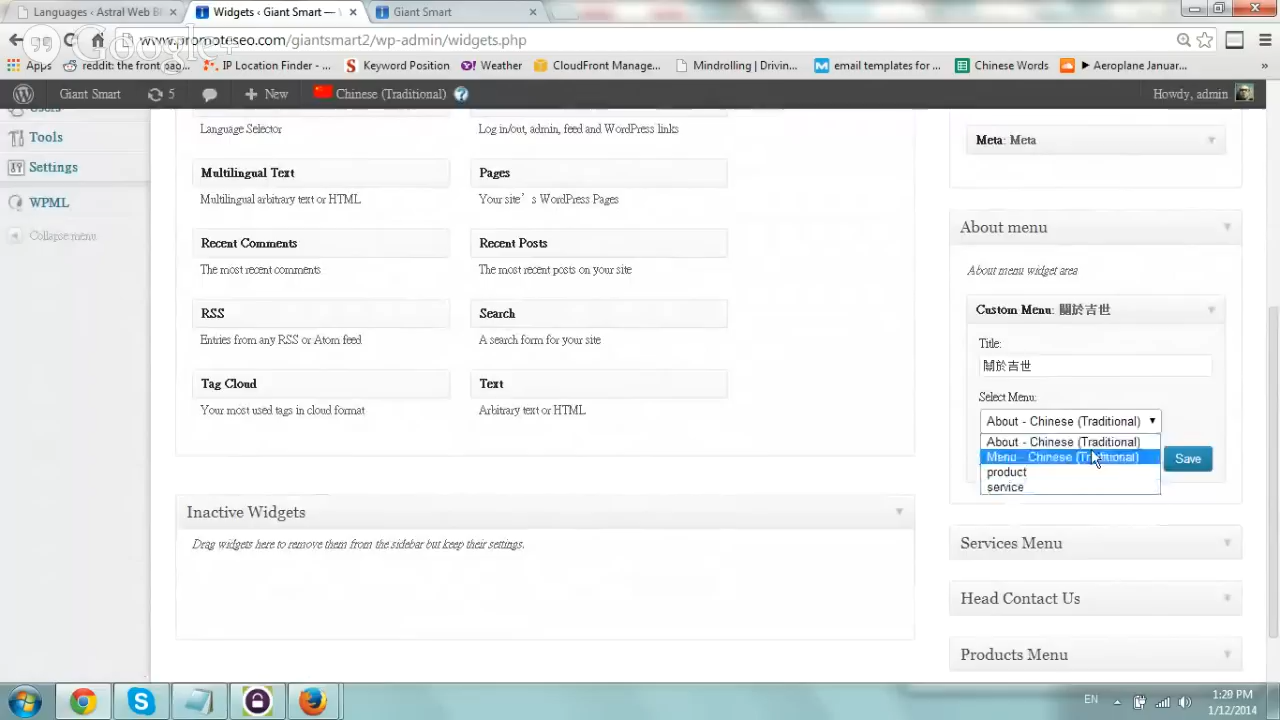 Languages ‹ Astral Web Bl
Widgets ‹ Giant Smart —
Giant Smart
Google+
www.promoteseo.com/giantsmart2/wp-admin/widgets.php
Apps
reddit: the front pag...
IP Location Finder - ...
Keyword Position
Weather
CloudFront Manage...
Mindrolling | Drivin...
email templates for ...
Chinese Words
Aeroplane Januar...
Giant Smart
5
New
Chinese (Traditional)
Howdy, admin
Users
Tools
Settings
WPML
Collapse menu
Language Selector
Log in/out, admin, feed and WordPress links
Multilingual Text
Pages
Multilingual arbitrary text or HTML
Your site's WordPress Pages
Recent Comments
Recent Posts
The most recent comments
The most recent posts on your site
RSS
Search
Entries from any RSS or Atom feed
A search form for your site
Tag Cloud
Text
Your most used tags in cloud format
Arbitrary text or HTML
Inactive Widgets
Drag widgets here to remove them from the sidebar but keep their settings.
Meta: Meta
About menu
About menu widget area
Custom Menu: 關於吉世
Title:
關於吉世
Select Menu:
About - Chinese (Traditional)
About - Chinese (Traditional)
Menu - Chinese (Traditional)
product
service
Save
Services Menu
Head Contact Us
Products Menu
EN
1:29 PM
1/12/2014